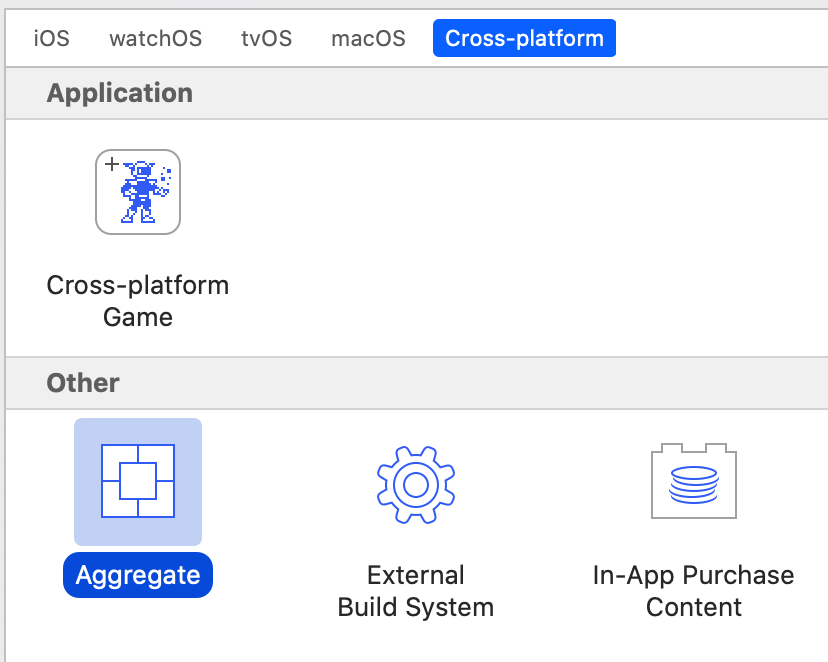 iOS watchOS tvOS macOS Cross-platform
Application
Cross-platform
Game
Other
Aggregate
External
Build System
In-App Purchase
Content